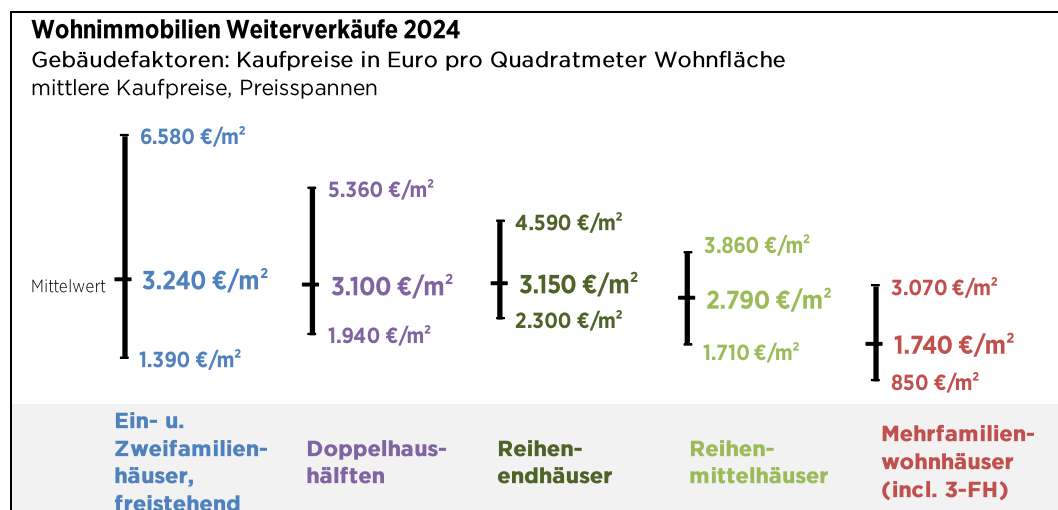 Wohnimmobilien Weiterverkäufe 2024
Gebäudefaktoren: Kaufpreise in Euro pro Quadratmeter Wohnfläche
mittlere Kaufpreise, Preisspannen
6.580 €/m²
5.360 €/m²
4.590 €/m²
3.860 €/m²
3.070 €/m²
Mittelwert
3.240 €/m²
3.100 €/m²
3.150 €/m²
2.790 €/m²
1.740 €/m²
1.390 €/m²
1.940 €/m²
2.300 €/m²
1.710 €/m²
850 €/m²
Ein- u.
Zweifamilien-
häuser,
freistehend
Doppelhaus-
hälften
Reihen-
endhäuser
Reihen-
mittelhäuser
Mehrfamilien-
wohnhäuser
(incl. 3-FH)